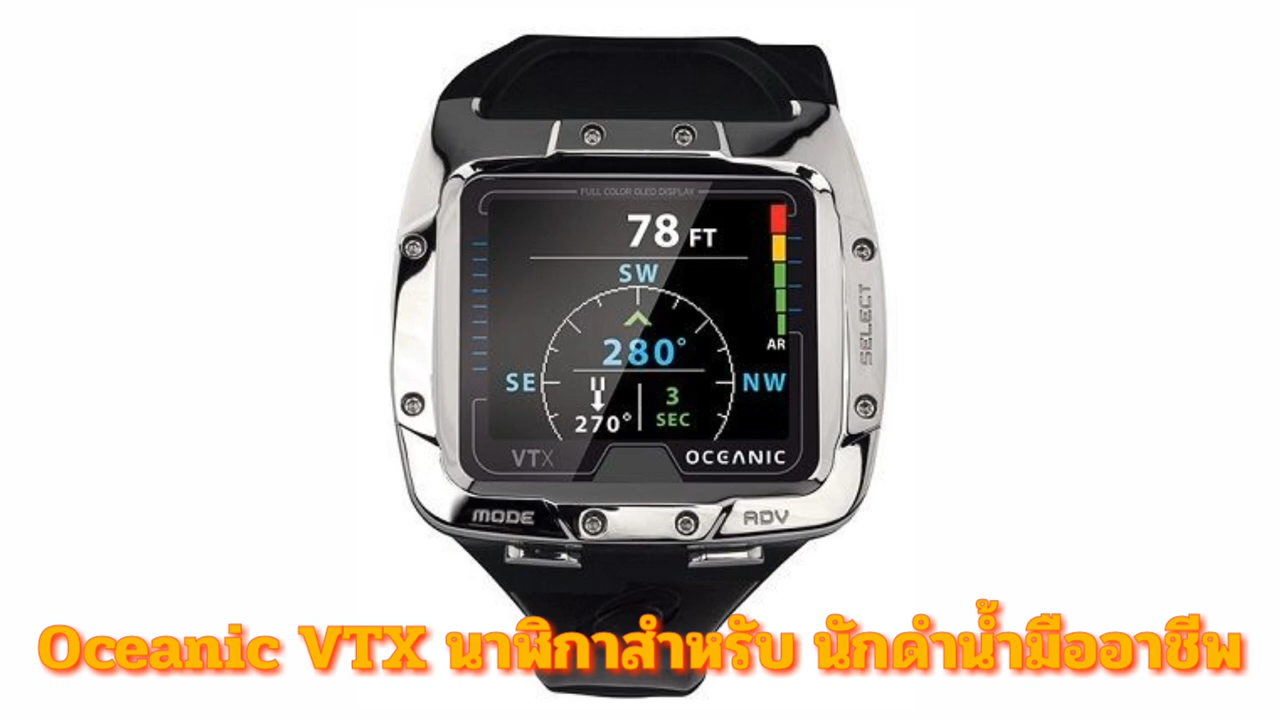 FULL COLOR OLED DISPLAY
78 FT
SW
280°
AR
SE
NW
270°
3
SEC
SELECT
VTX
OCEANIC
MODE
ADV
Oceanic VTX นาฬิกาสำหรับ นักดำน้ำมืออาชีพ